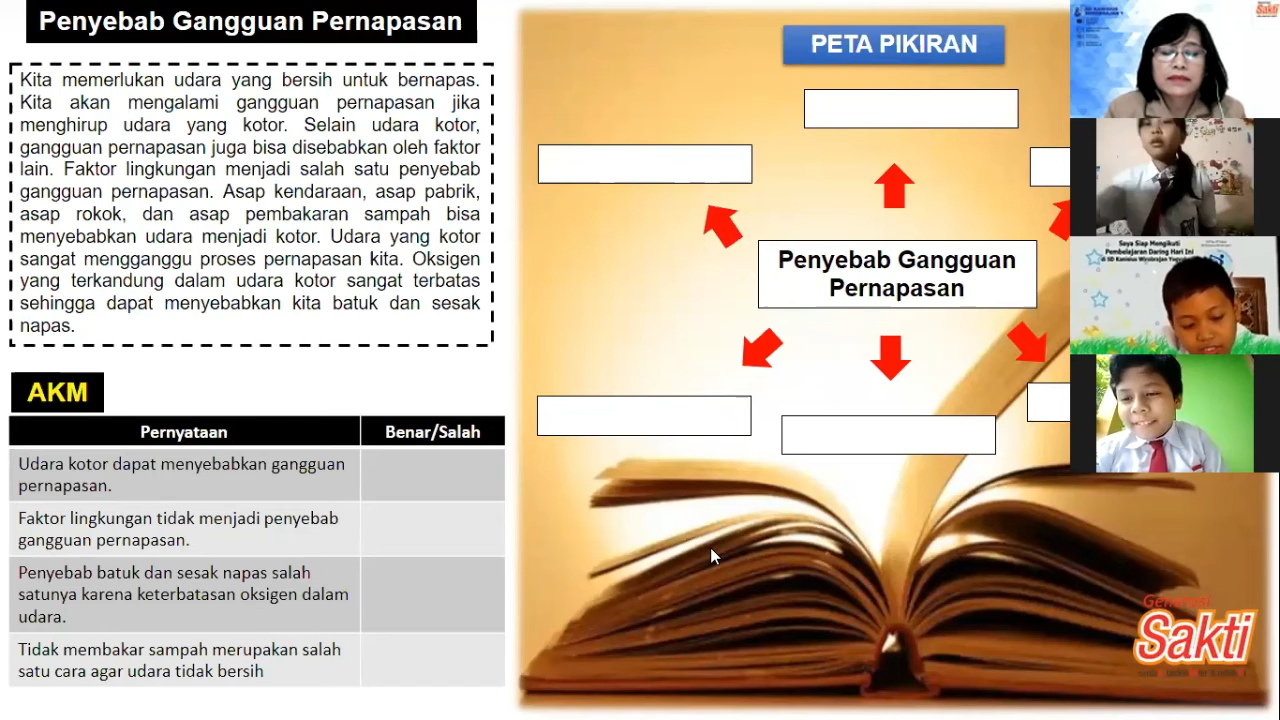 Penyebab Gangguan Pernapasan
Kita memerlukan udara yang bersih untuk bernapas.
Kita akan mengalami gangguan pernapasan jika
menghirup udara yang kotor. Selain udara kotor,
gangguan pernapasan juga bisa disebabkan oleh faktor
lain. Faktor lingkungan menjadi salah satu penyebab
gangguan pernapasan. Asap kendaraan, asap pabrik,
asap rokok, dan asap pembakaran sampah bisa
menyebabkan udara menjadi kotor. Udara yang kotor
sangat mengganggu proses pernapasan kita. Oksigen
yang terkandung dalam udara kotor sangat terbatas
sehingga dapat menyebabkan kita batuk dan sesak
napas.
AKM
Pernyataan Benar/Salah
Udara kotor dapat menyebabkan gangguan
pernapasan.
Faktor lingkungan tidak menjadi penyebab
gangguan pernapasan.
Penyebab batuk dan sesak napas salah
satunya karena keterbatasan oksigen dalam
udara.
Tidak membakar sampah merupakan salah
satu cara agar udara tidak bersih
PETA PIKIRAN
Penyebab Gangguan
Pernapasan
Saya Siap Mengikuti
Pembelajaran Daring Hari Ini
di SD Kanisius Wirobrajan
Generasi
Sakti
Sakti